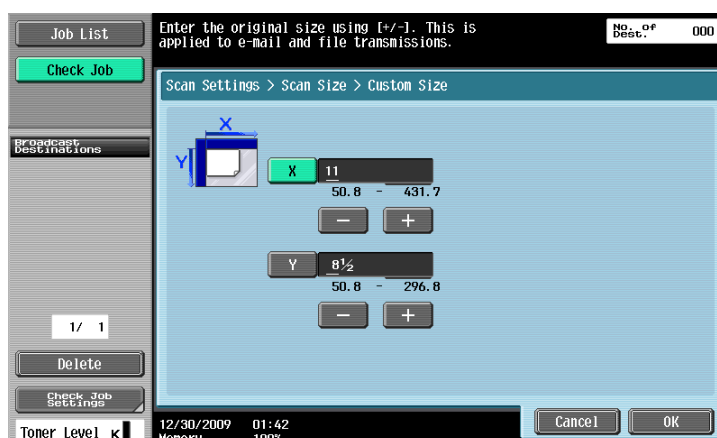 Job List
Check Job
Broadcast
Destinations
1/ 1
Delete
Check Job
Settings
Toner Level K
Enter the original size using [+/-]. This is
applied to e-mail and file transmissions.
No. of
Dest.
000
Scan Settings > Scan Size > Custom Size
X
Y
X
11
50.8 - 431.7
− +
Y
8½
50.8 - 296.8
− +
12/30/2009 01:42
Memory 100%
Cancel
OK